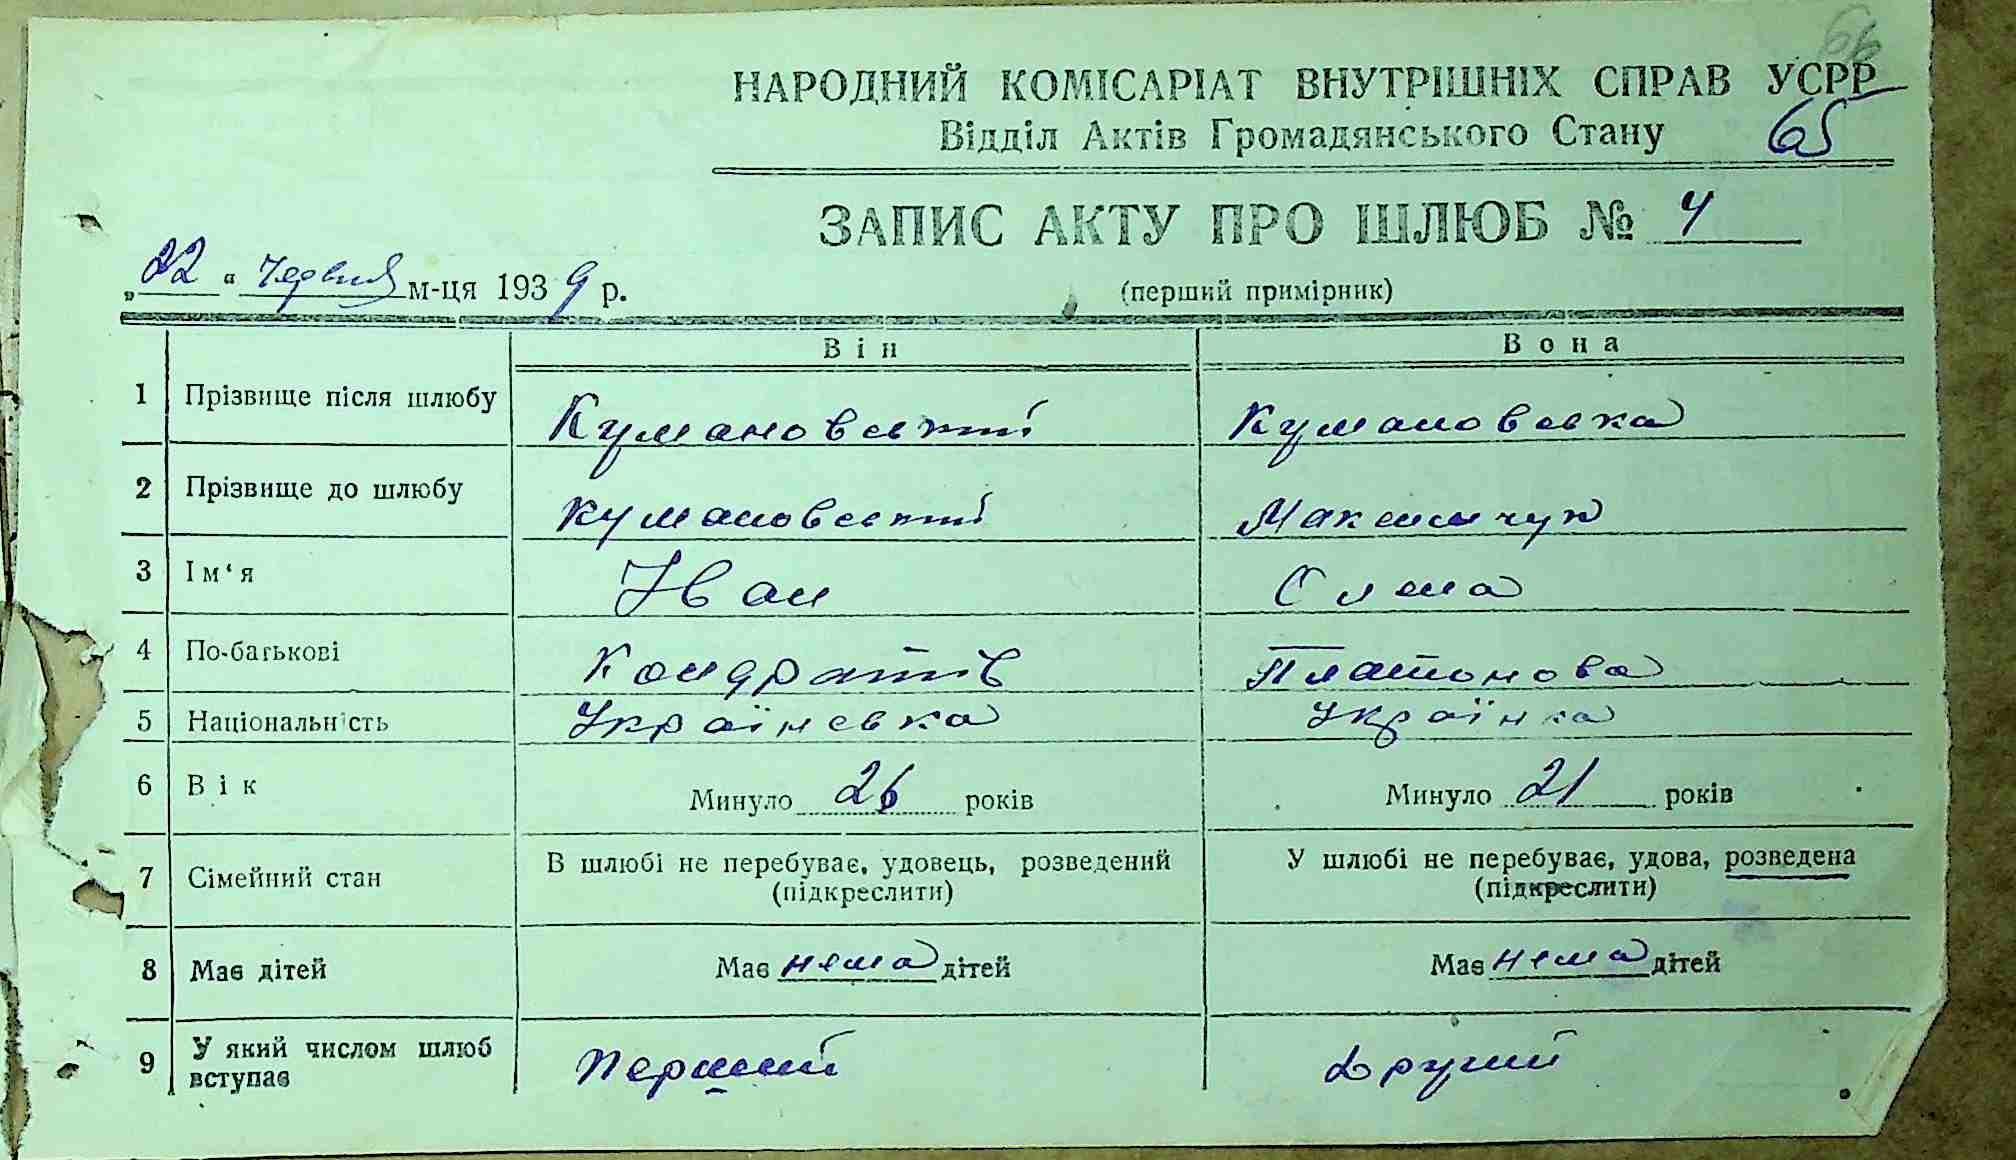 66
НАРОДНИЙ КОМІСАРІАТ ВНУТРІШНІХ СПРАВ УСРР
Відділ Актів Громадянського Стану 65
ЗАПИС АКТУ ПРО ШЛЮБ № 4
„22 “ Червня м-ця 1939 р.
(перший примірник)
Він Вона
1 Прізвище після шлюбу Кумановський Кумановська
2 Прізвище до шлюбу Кумановський Максимчук
3 Ім‘я Іван Олена
4 По-батькові Кондратів Платонова
5 Національність Українська Українка
6 Вік Минуло 26 років Минуло 21 років
7 Сімейний стан В шлюбі не перебуває, удовець, розведений У шлюбі не перебуває, удова, розведена
(підкреслити) (підкреслити)
8 Має дітей Має нема дітей Має нема дітей
9 У який числом шлюб вступає Перший Другий